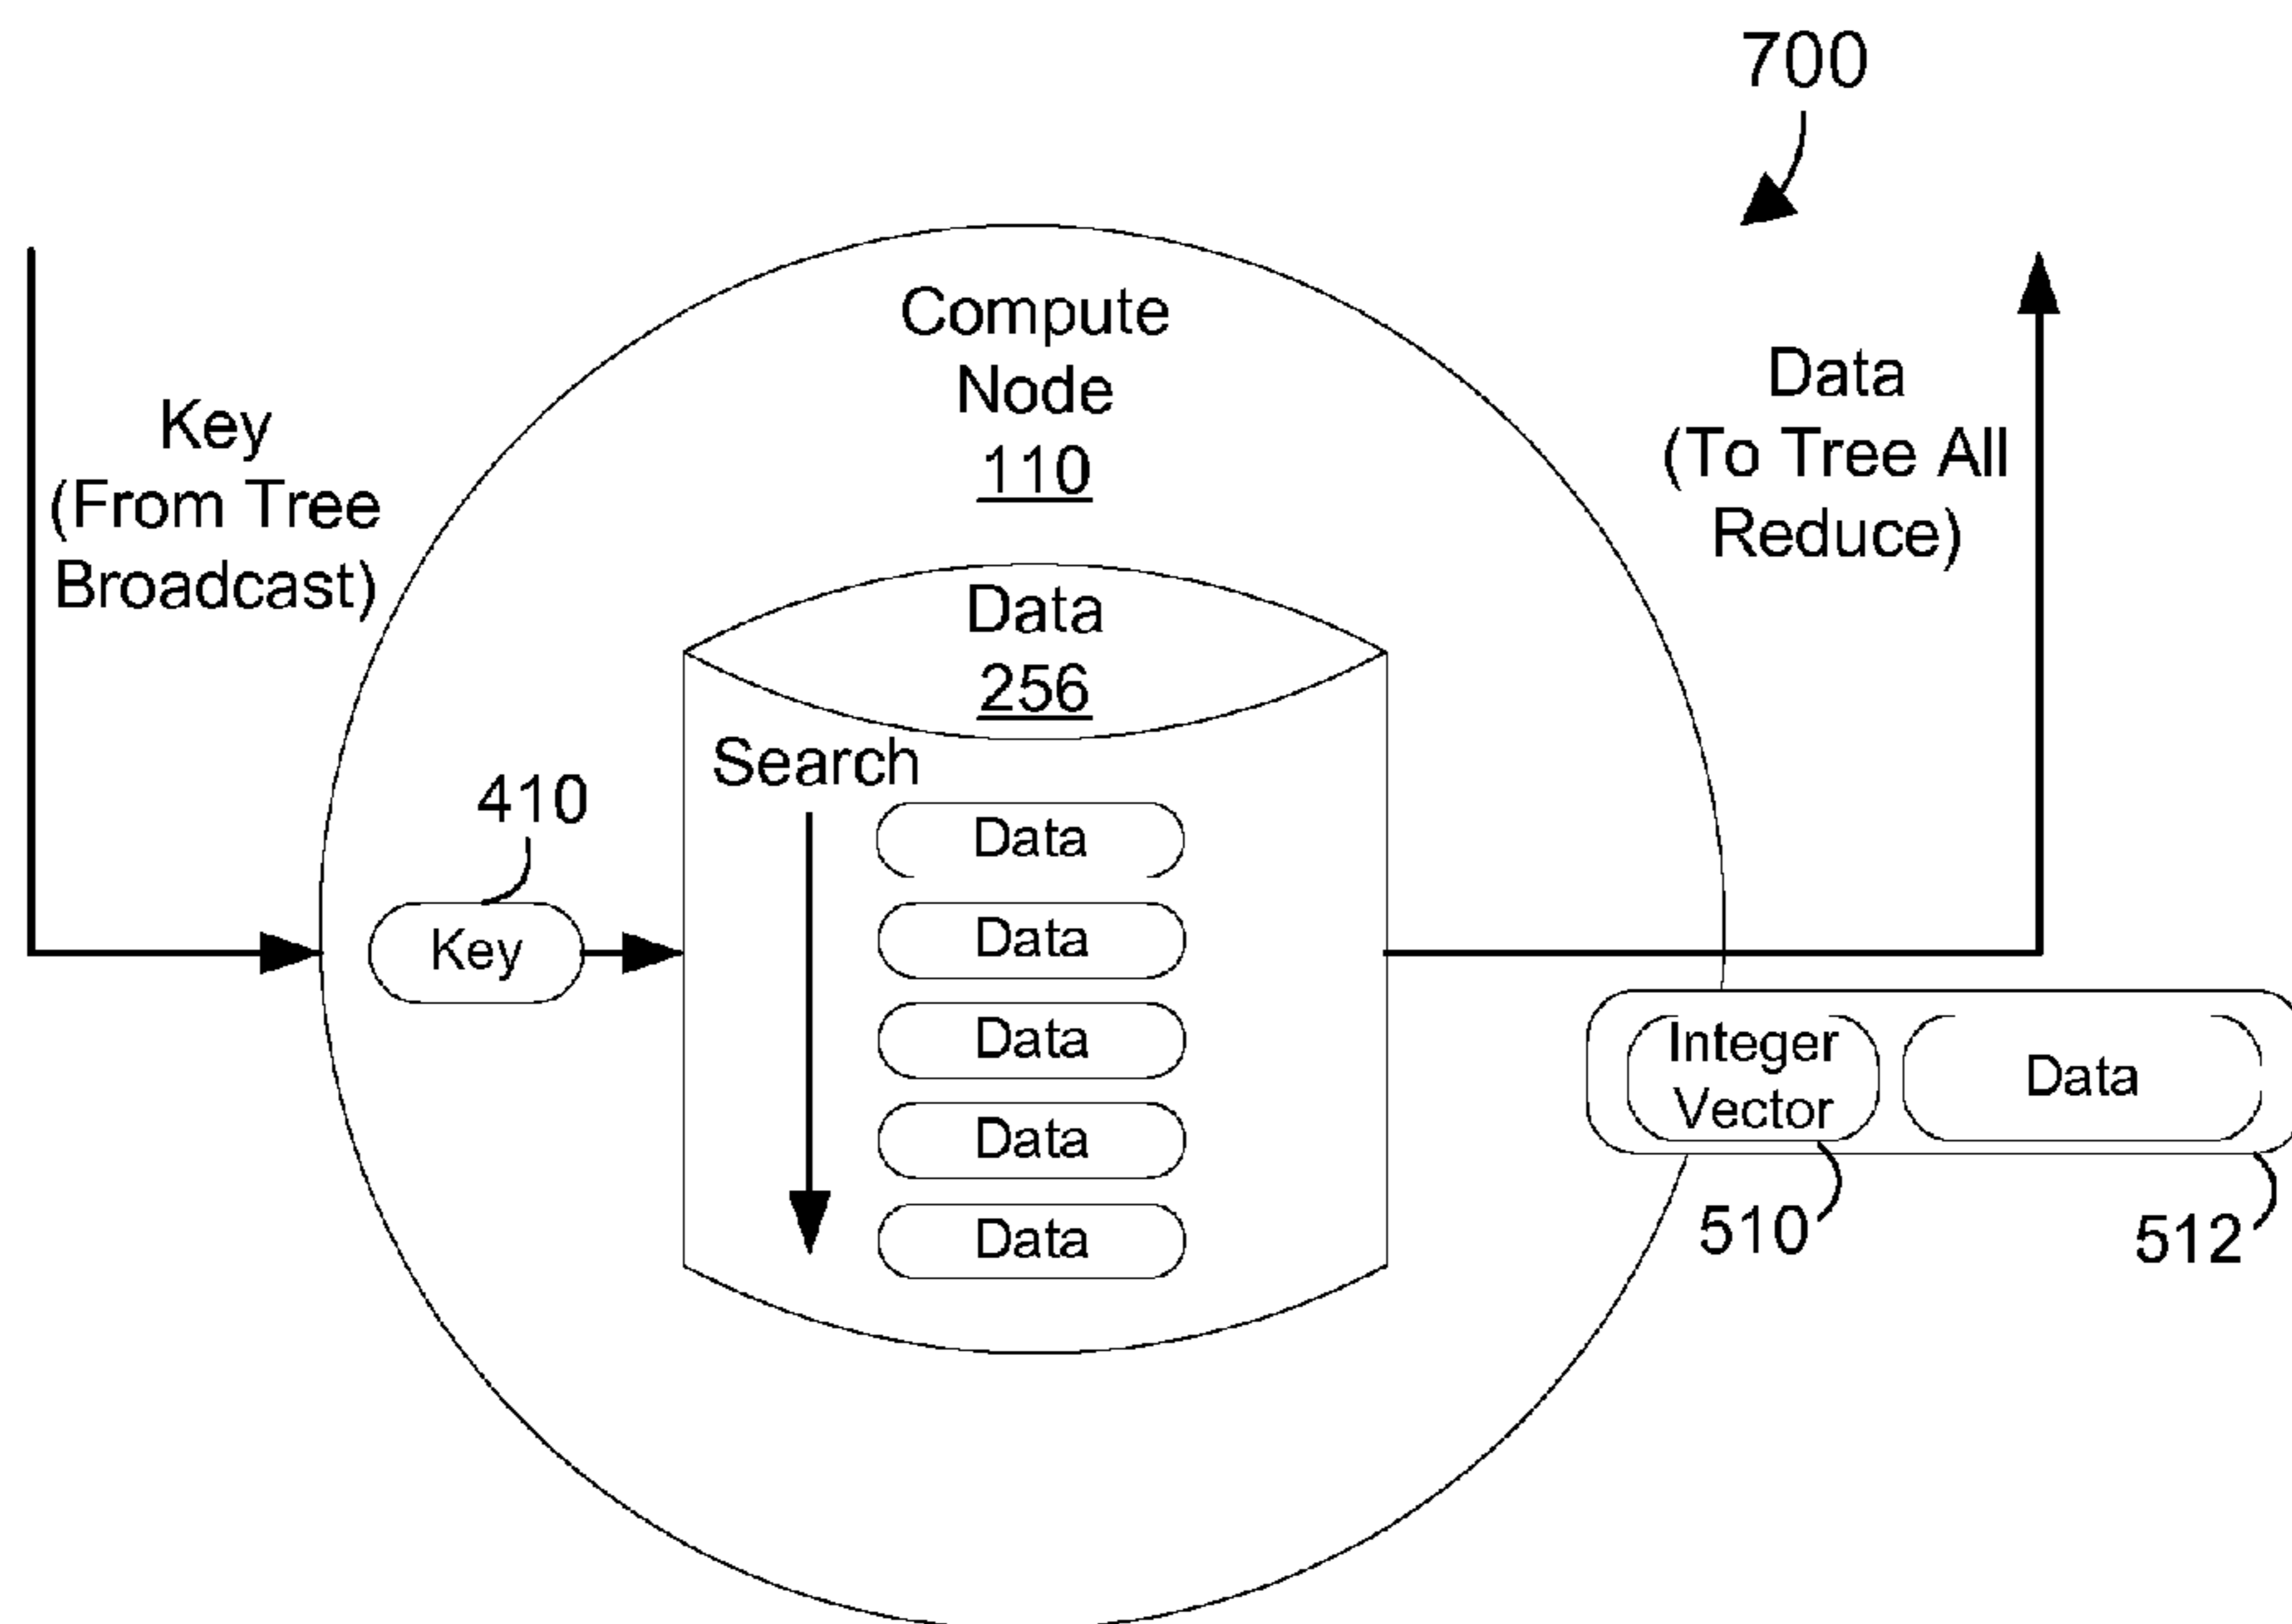 700
Compute
Node
110
Key
(From Tree
Broadcast)
Data
(To Tree All
Reduce)
Data
256
Search
410
Key
Data
Data
Data
Data
Data
Integer
Vector
Data
510
512